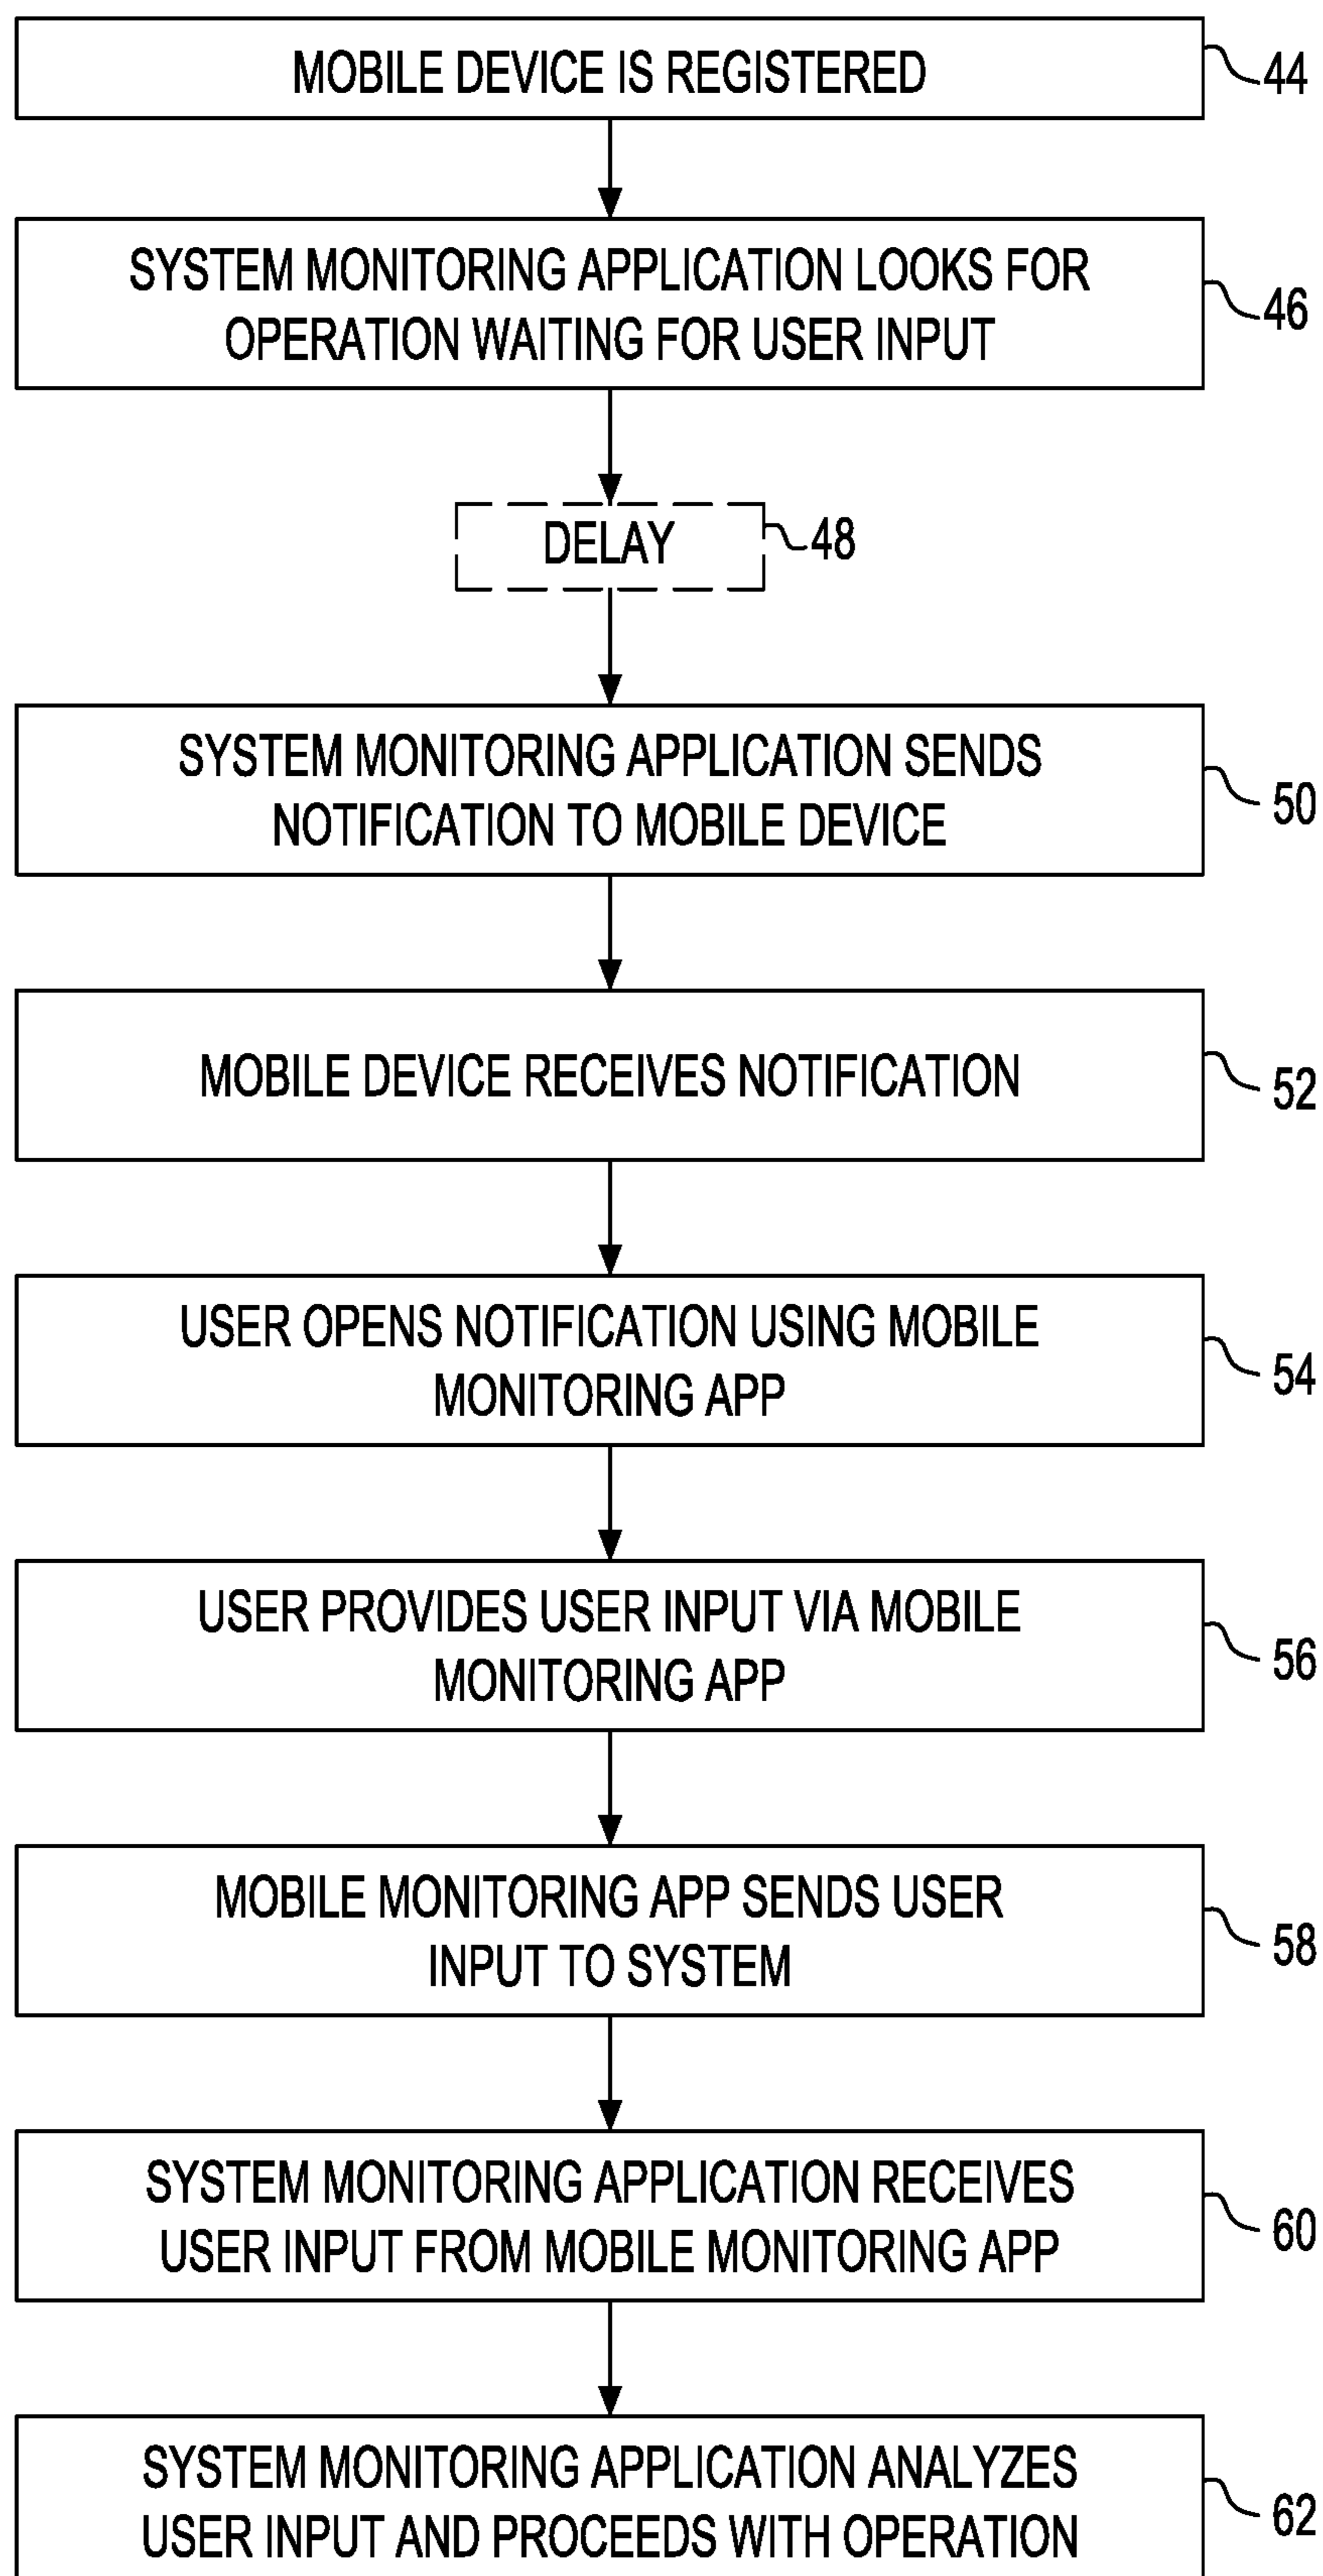 MOBILE DEVICE IS REGISTERED
44
SYSTEM MONITORING APPLICATION LOOKS FOR
OPERATION WAITING FOR USER INPUT
46
DELAY
48
SYSTEM MONITORING APPLICATION SENDS
NOTIFICATION TO MOBILE DEVICE
50
MOBILE DEVICE RECEIVES NOTIFICATION
52
USER OPENS NOTIFICATION USING MOBILE
MONITORING APP
54
USER PROVIDES USER INPUT VIA MOBILE
MONITORING APP
56
MOBILE MONITORING APP SENDS USER
INPUT TO SYSTEM
58
SYSTEM MONITORING APPLICATION RECEIVES
USER INPUT FROM MOBILE MONITORING APP
60
SYSTEM MONITORING APPLICATION ANALYZES
USER INPUT AND PROCEEDS WITH OPERATION
62